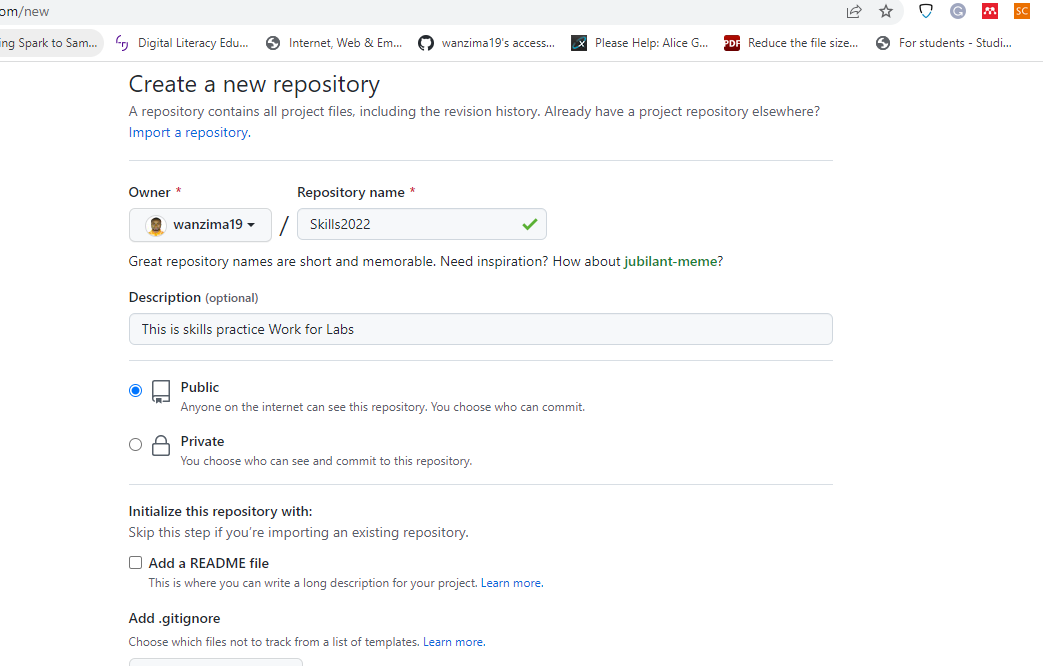 om/new
SC
ing Spark to Sam...
Digital Literacy Edu...
Internet, Web & Em...
wanzima19's access...
Please Help: Alice G...
PDF
Reduce the file size...
For students - Studi...
Create a new repository
A repository contains all project files, including the revision history. Already have a project repository elsewhere?
Import a repository.
Owner *
Repository name *
wanzima19
/
Skills2022
Great repository names are short and memorable. Need inspiration? How about jubilant-meme?
Description (optional)
This is skills practice Work for Labs
Public
Anyone on the internet can see this repository. You choose who can commit.
Private
You choose who can see and commit to this repository.
Initialize this repository with:
Skip this step if you're importing an existing repository.
Add a README file
This is where you can write a long description for your project. Learn more.
Add .gitignore
Choose which files not to track from a list of templates. Learn more.